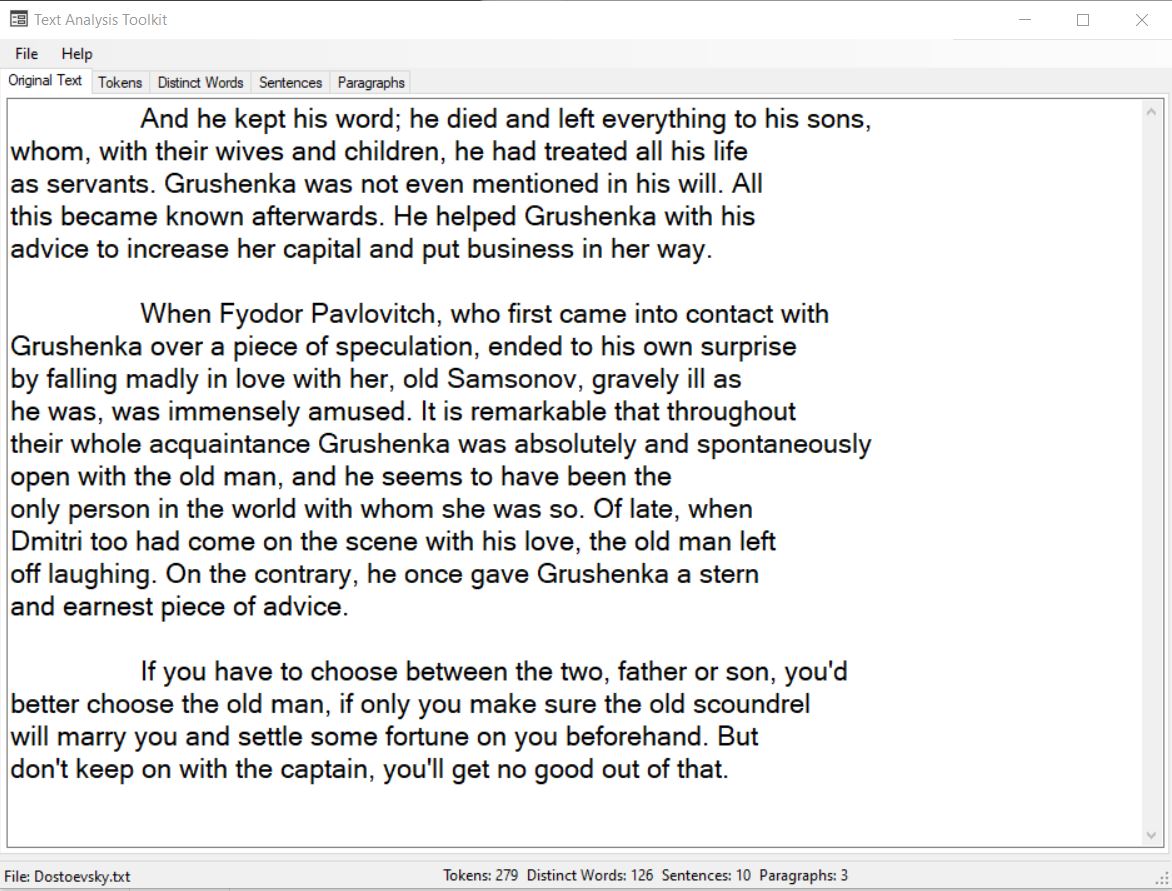 Text Analysis Toolkit
File Help
Original Text Tokens Distinct Words Sentences Paragraphs
And he kept his word; he died and left everything to his sons,
whom, with their wives and children, he had treated all his life
as servants. Grushenka was not even mentioned in his will. All
this became known afterwards. He helped Grushenka with his
advice to increase her capital and put business in her way.
When Fyodor Pavlovitch, who first came into contact with
Grushenka over a piece of speculation, ended to his own surprise
by falling madly in love with her, old Samsonov, gravely ill as
he was, was immensely amused. It is remarkable that throughout
their whole acquaintance Grushenka was absolutely and spontaneously
open with the old man, and he seems to have been the
only person in the world with whom she was so. Of late, when
Dmitri too had come on the scene with his love, the old man left
off laughing. On the contrary, he once gave Grushenka a stern
and earnest piece of advice.
If you have to choose between the two, father or son, you'd
better choose the old man, if only you make sure the old scoundrel
will marry you and settle some fortune on you beforehand. But
don't keep on with the captain, you'll get no good out of that.
File: Dostoevsky.txt Tokens: 279 Distinct Words: 126 Sentences: 10 Paragraphs: 3